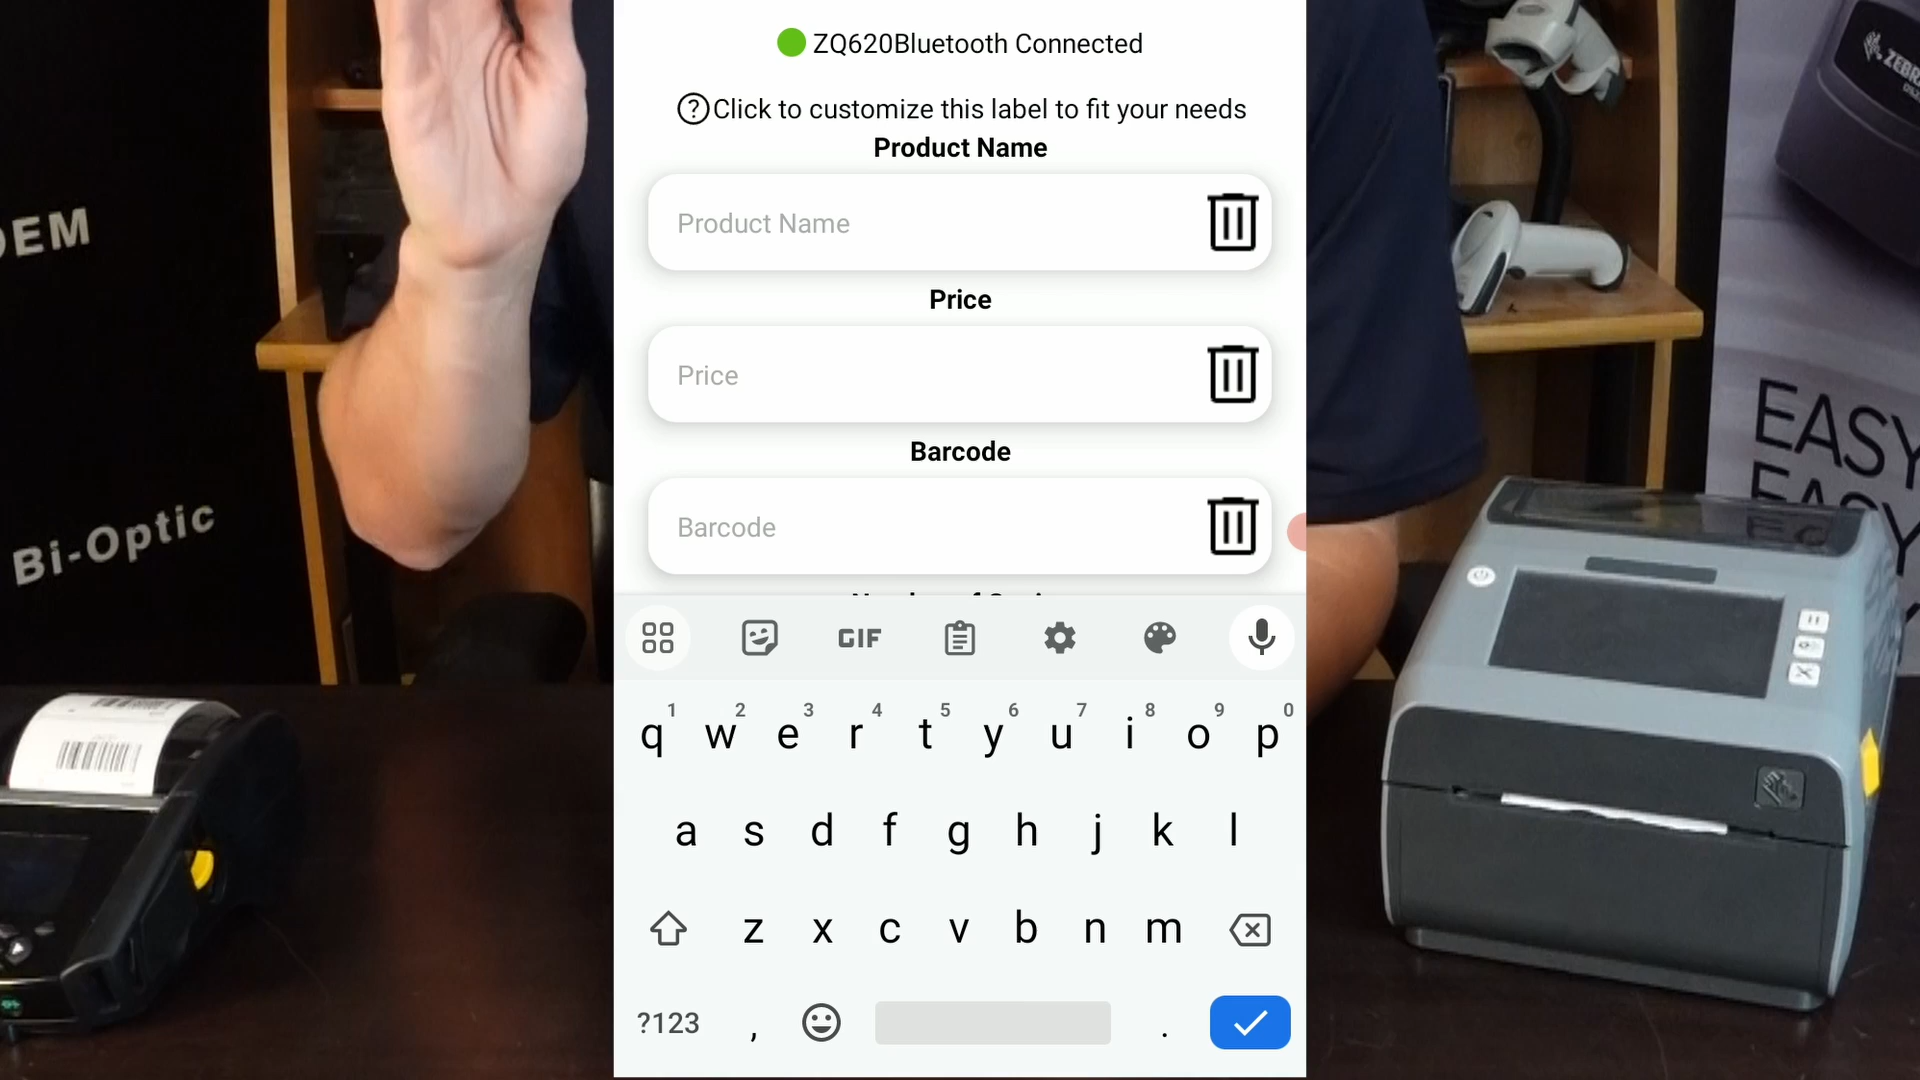 ZQ620Bluetooth Connected
Click to customize this label to fit your needs
Product Name
Product Name
Price
Price
Barcode
Barcode
GIF
1 2 3 4 5 6 7 8 9 0
q w e r t y u i o p
a s d f g h j k l
z x c v b n m
?123 , .
Bi-Optic
ZEBRA
EASY